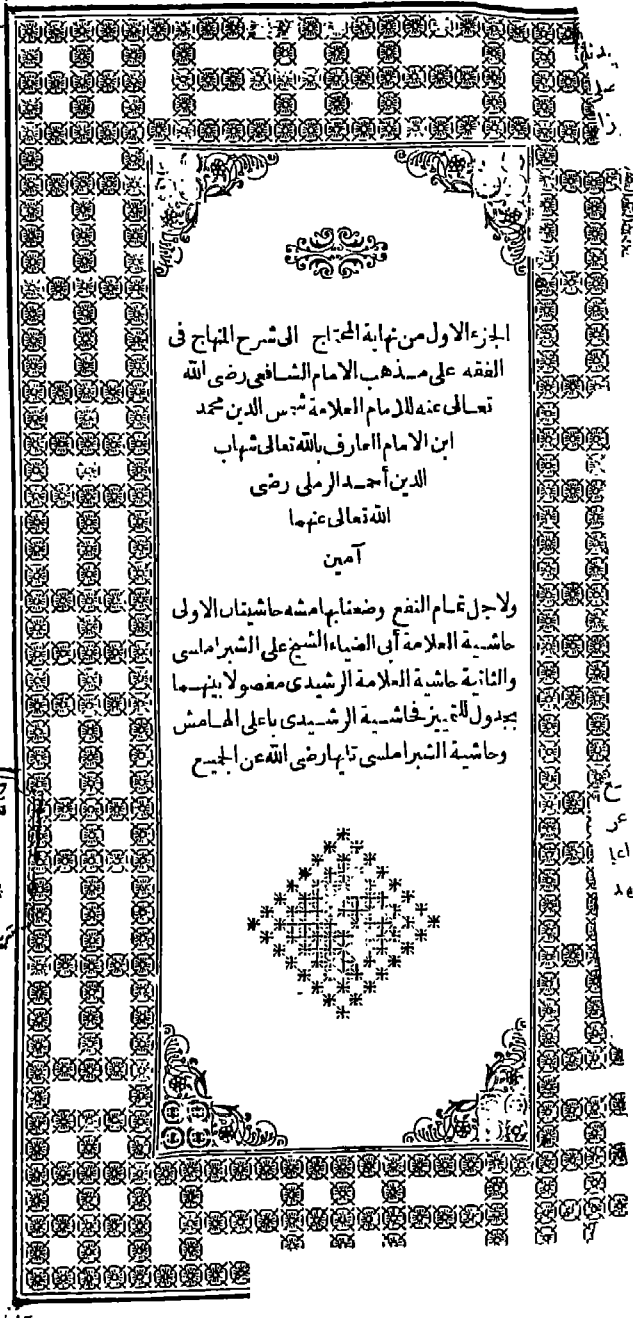 الجزء الاول من نهاية المحتاج الى شرح المنهاج فى
الفقه على مذهب الامام الشافعى رضى الله
تعالى عنه للامام العلامة شمس الدين محمد
ابن الامام العارف بالله تعالى شهاب
الدين أحمد الرملى رضى
الله تعالى عنهما
آمين
ولاجل تمام النفع وضعنا بهامشه حاشيتان الاولى
حاشية العلامة أبى الضياء الشيخ على الشبراملسى
والثانية حاشية العلامة الرشيدى مفصولا بينهما
بجدول للتمييز فحاشية الرشيدى باعلى الهامش
وحاشية الشبراملسى تليها رضى الله عن الجميع